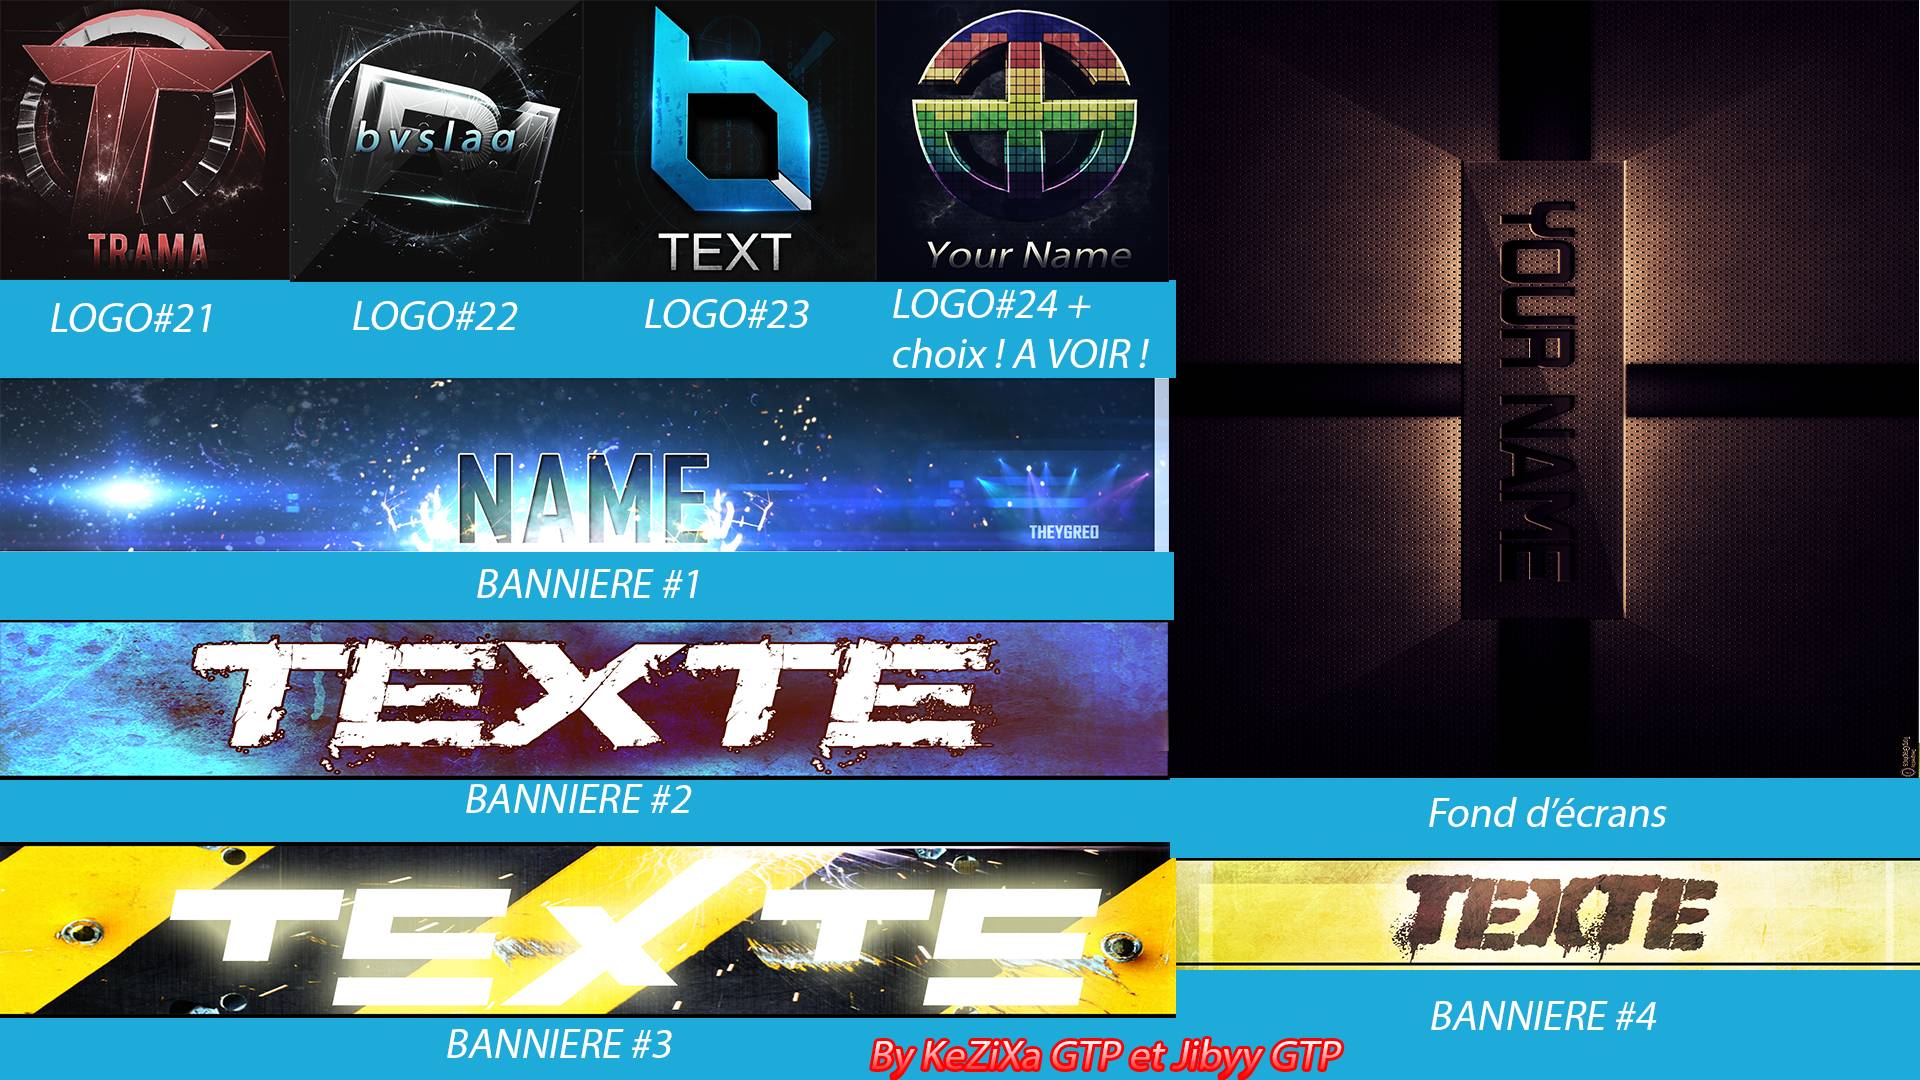 TRAMA
bvslag
TEXT
Your Name
LOGO#21
LOGO#22
LOGO#23
LOGO#24 +
choix ! A VOIR !
NAME
THEYGREO
BANNIERE #1
TEXTE
BANNIERE #2
TEXTE
BANNIERE #3
YOUR NAME
Fond d'écrans
TEXTE
BANNIERE #4
By KeZiXa GTP et Jibyy GTP